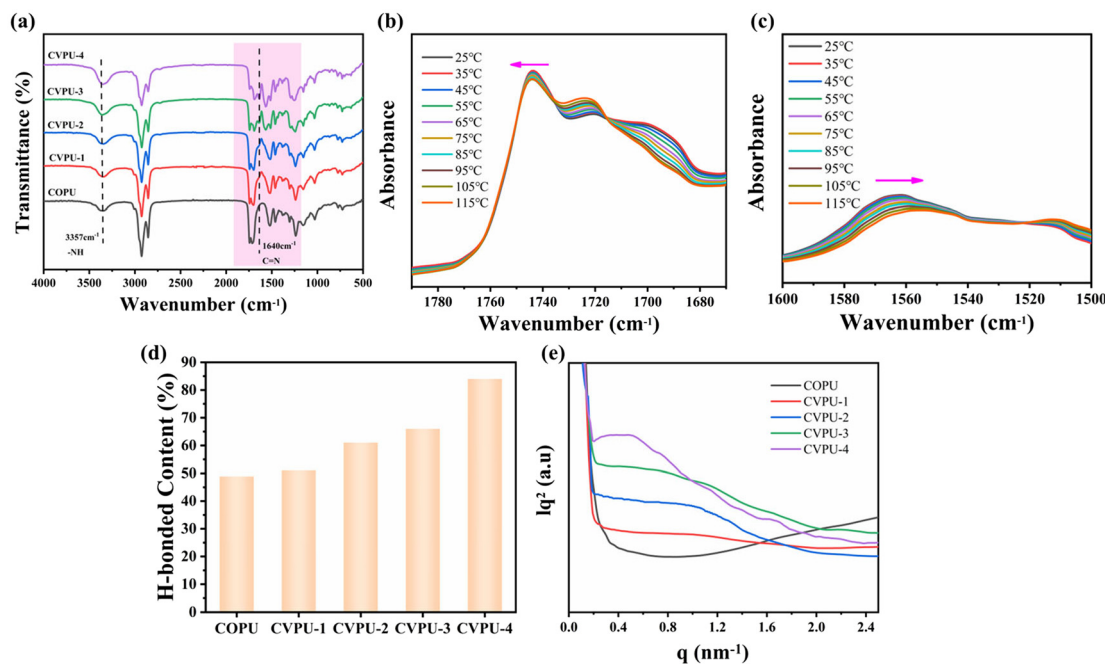 (a)
Transmittance (%)
CVPU-4
CVPU-3
CVPU-2
CVPU-1
COPU
3357cm-1
-NH
1640cm-1
C=N
4000 3500 3000 2500 2000 1500 1000 500
Wavenumber (cm-1)
(b)
Absorbance
25℃
35℃
45℃
55℃
65℃
75℃
85℃
95℃
105℃
115℃
1780 1760 1740 1720 1700 1680
Wavenumber (cm-1)
(c)
Absorbance
25℃
35℃
45℃
55℃
65℃
75℃
85℃
95℃
105℃
115℃
1600 1580 1560 1540 1520 1500
Wavenumber (cm-1)
(d)
H-bonded Content (%)
90
80
70
60
50
40
30
20
10
0
COPU CVPU-1 CVPU-2 CVPU-3 CVPU-4
(e)
Iq2 (a.u)
COPU
CVPU-1
CVPU-2
CVPU-3
CVPU-4
0.0 0.4 0.8 1.2 1.6 2.0 2.4
q (nm-1)